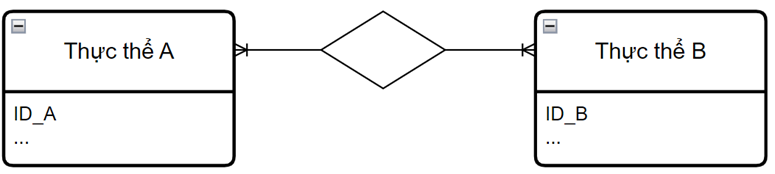 Thực thể A
ID_A
...
Thực thể B
ID_B
...